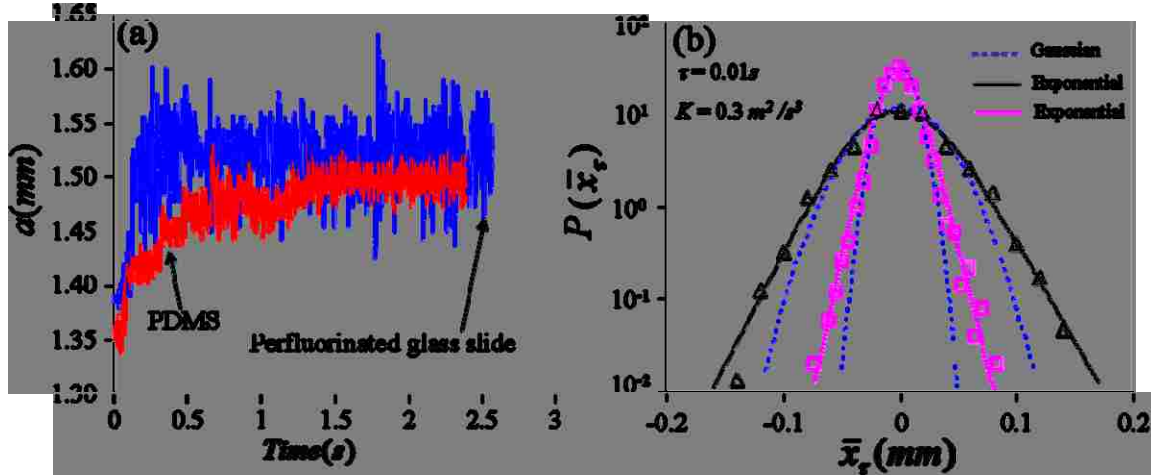 1.65
1.60
1.55
1.50
1.45
1.40
1.35
1.30
a(mm)
(a)
PDMS
Perfluorinated glass slide
0 0.5 1 1.5 2 2.5 3
Time(s)
(b)
τ = 0.01s
K = 0.3 m²/s³
Gaussian
Exponential
Exponential
10²
10¹
10⁰
10⁻¹
10⁻²
P(x̄_τ)
-0.2 -0.1 0 0.1 0.2
x̄_τ(mm)